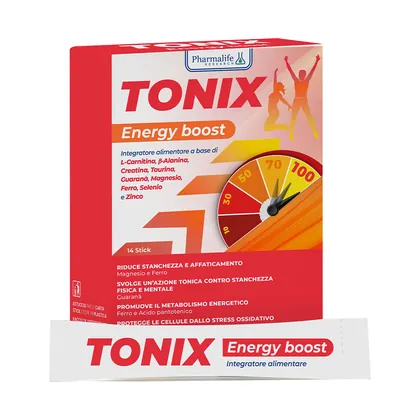 Pharmalife
RESEARCH
TONIX
Energy boost
Integratore alimentare a base di
L-Carnitina, β-Alanina,
Creatina, Taurina,
Guaranà, Magnesio,
Ferro, Selenio
e Zinco
10
30
50
70
100
14 Stick
RIDUCE STANCHEZZA E AFFATICAMENTO
Magnesio e Ferro
SVOLGE UN'AZIONE TONICA CONTRO STANCHEZZA
FISICA E MENTALE
Guaranà
PROMUOVE IL METABOLISMO ENERGETICO
Ferro e Acido pantotenico
PROTEGGE LE CELLULE DALLO STRESS OSSIDATIVO
TONIX
Energy boost
Integratore alimentare